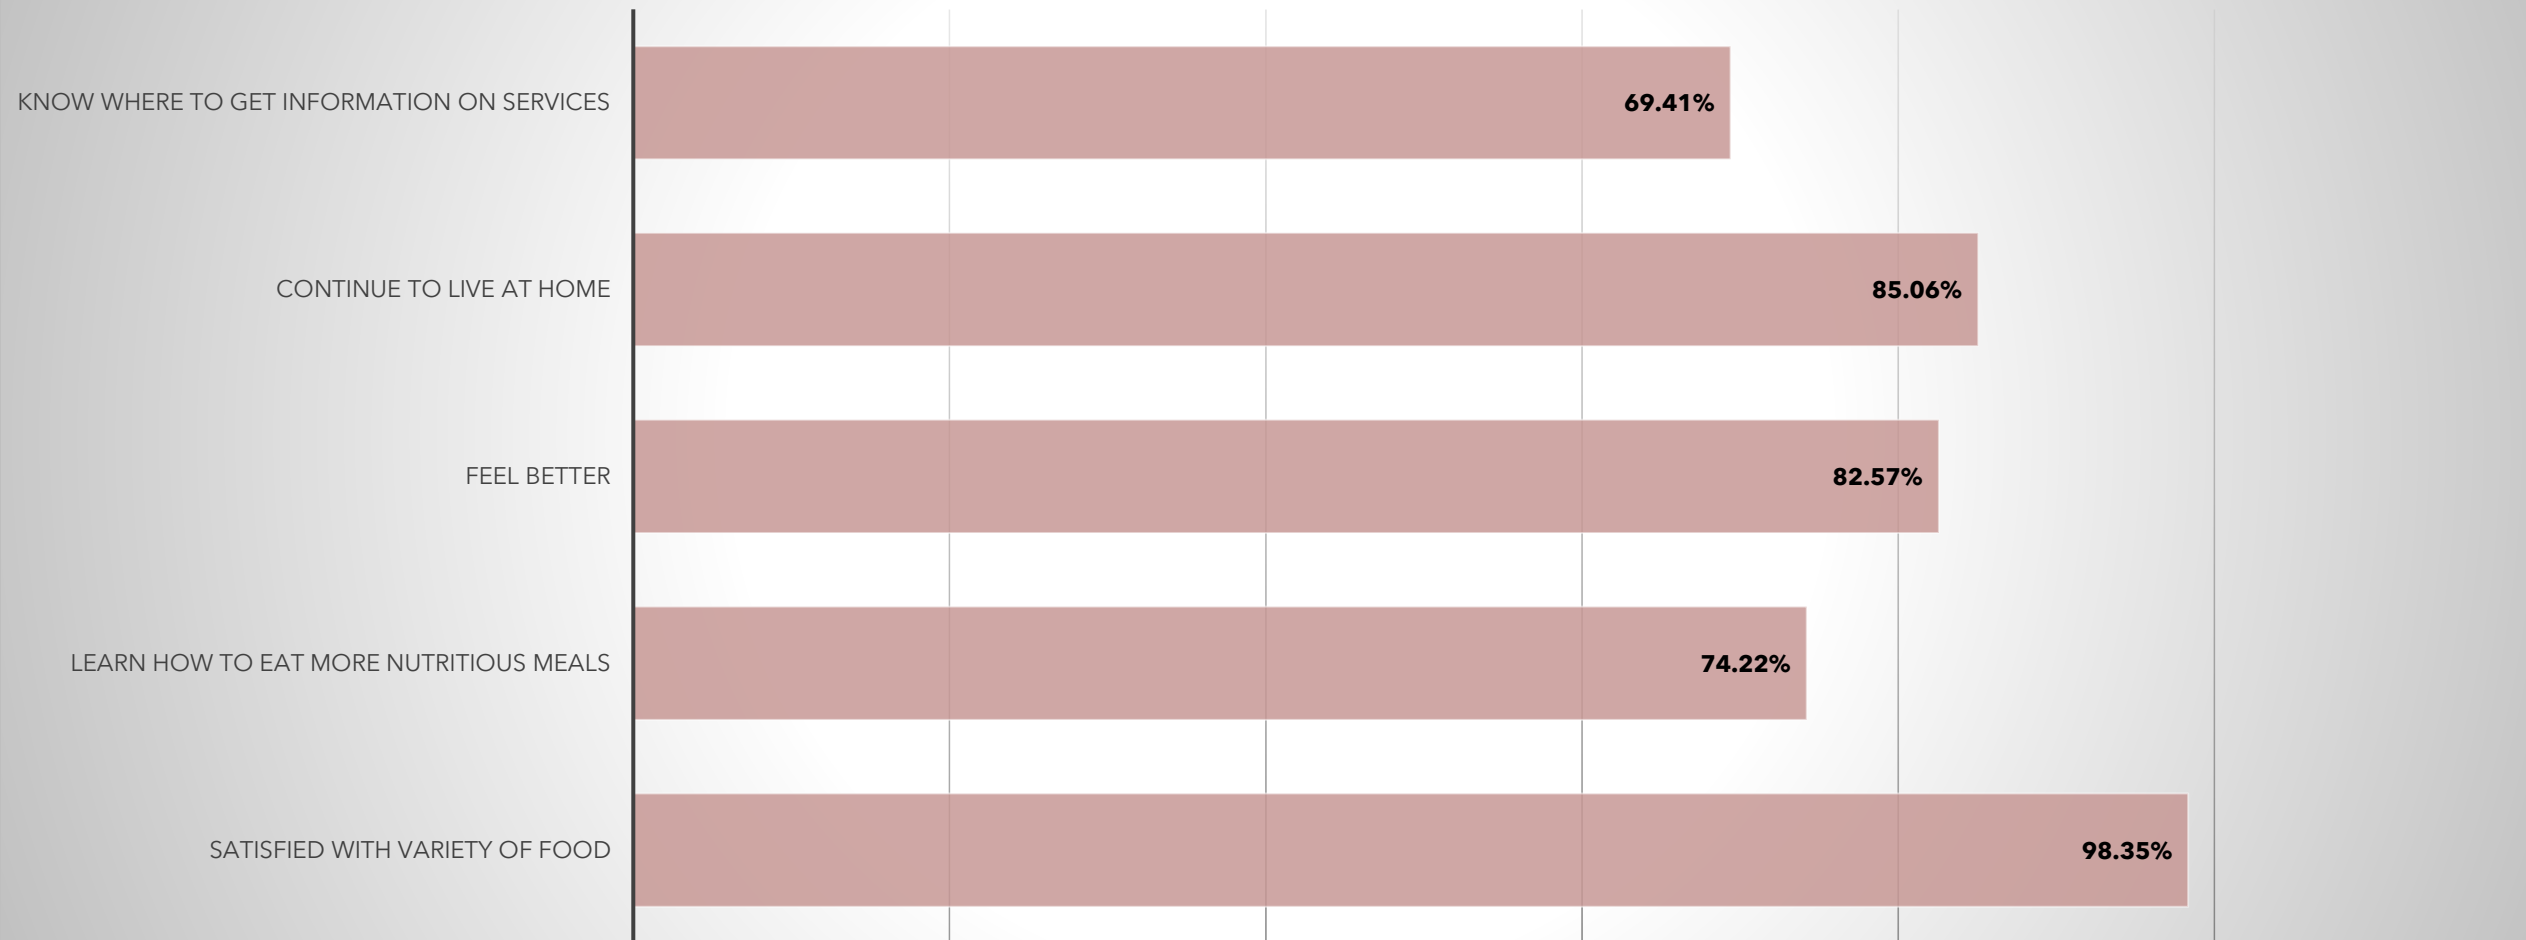 KNOW WHERE TO GET INFORMATION ON SERVICES 69.41%
CONTINUE TO LIVE AT HOME 85.06%
FEEL BETTER 82.57%
LEARN HOW TO EAT MORE NUTRITIOUS MEALS 74.22%
SATISFIED WITH VARIETY OF FOOD 98.35%